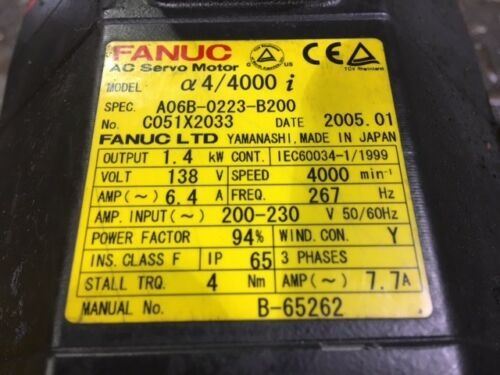 FANUC
AC Servo Motor
MODEL α4/4000 i
SPEC. A06B-0223-B200
No. C051X2033 DATE 2005.01
FANUC LTD YAMANASHI, MADE IN JAPAN
OUTPUT 1.4 kW CONT. IEC60034-1/1999
VOLT 138 V SPEED 4000 min⁻¹
AMP(~) 6.4 A FREQ. 267 Hz
AMP. INPUT(~) 200-230 V 50/60Hz
POWER FACTOR 94% WIND. CON. Y
INS. CLASS F IP 65 3 PHASES
STALL TRQ. 4 Nm AMP(~) 7.7A
MANUAL No. B-65262